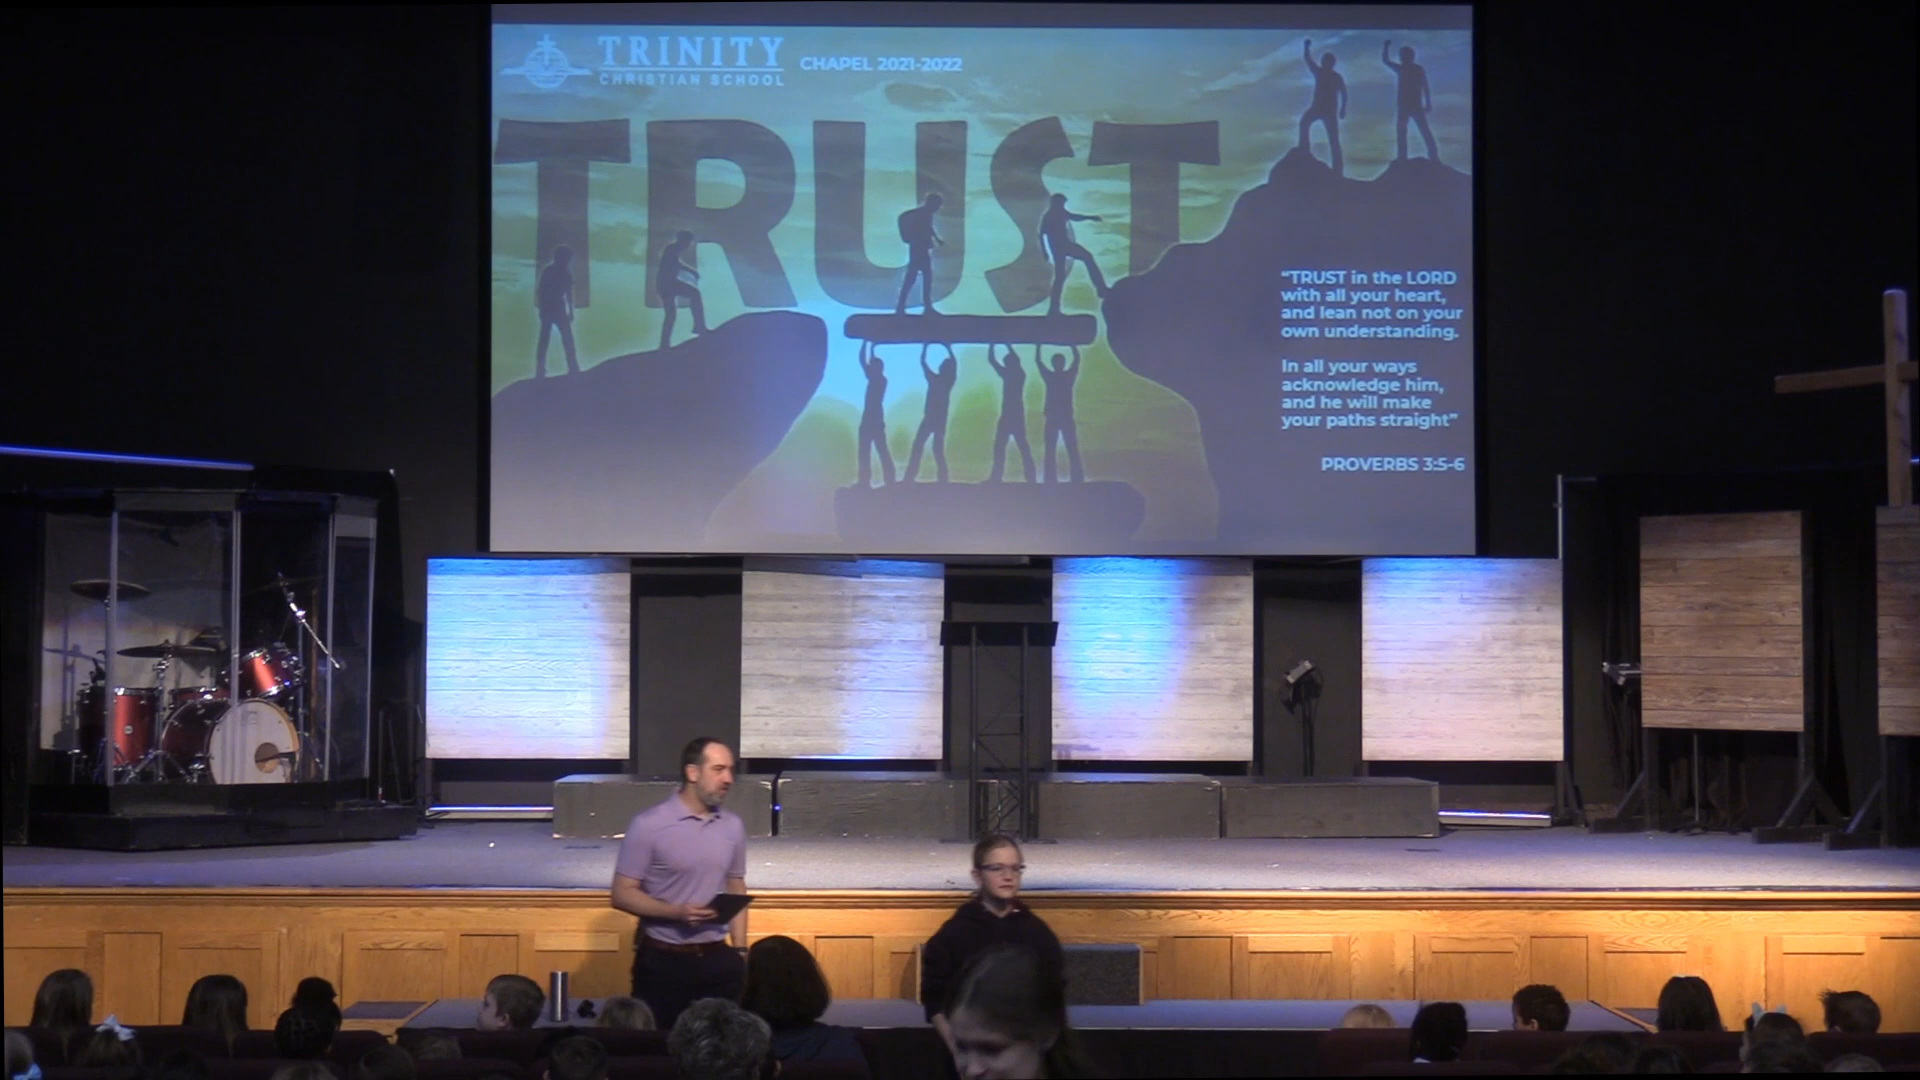 TRINITY
CHRISTIAN SCHOOL
CHAPEL 2021-2022
TRUST
“TRUST in the LORD
with all your heart,
and lean not on your
own understanding.
In all your ways
acknowledge him,
and he will make
your paths straight”
PROVERBS 3:5-6